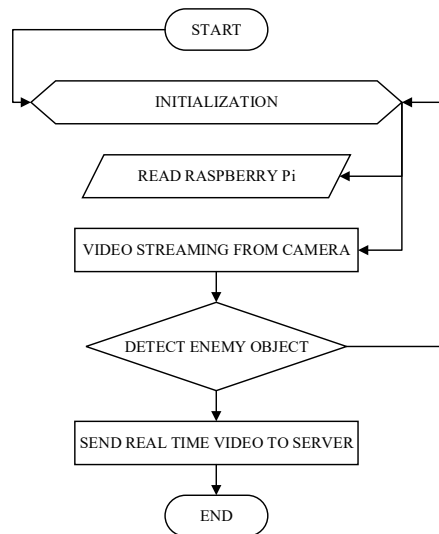 START
INITIALIZATION
READ RASPBERRY Pi
VIDEO STREAMING FROM CAMERA
DETECT ENEMY OBJECT
SEND REAL TIME VIDEO TO SERVER
END